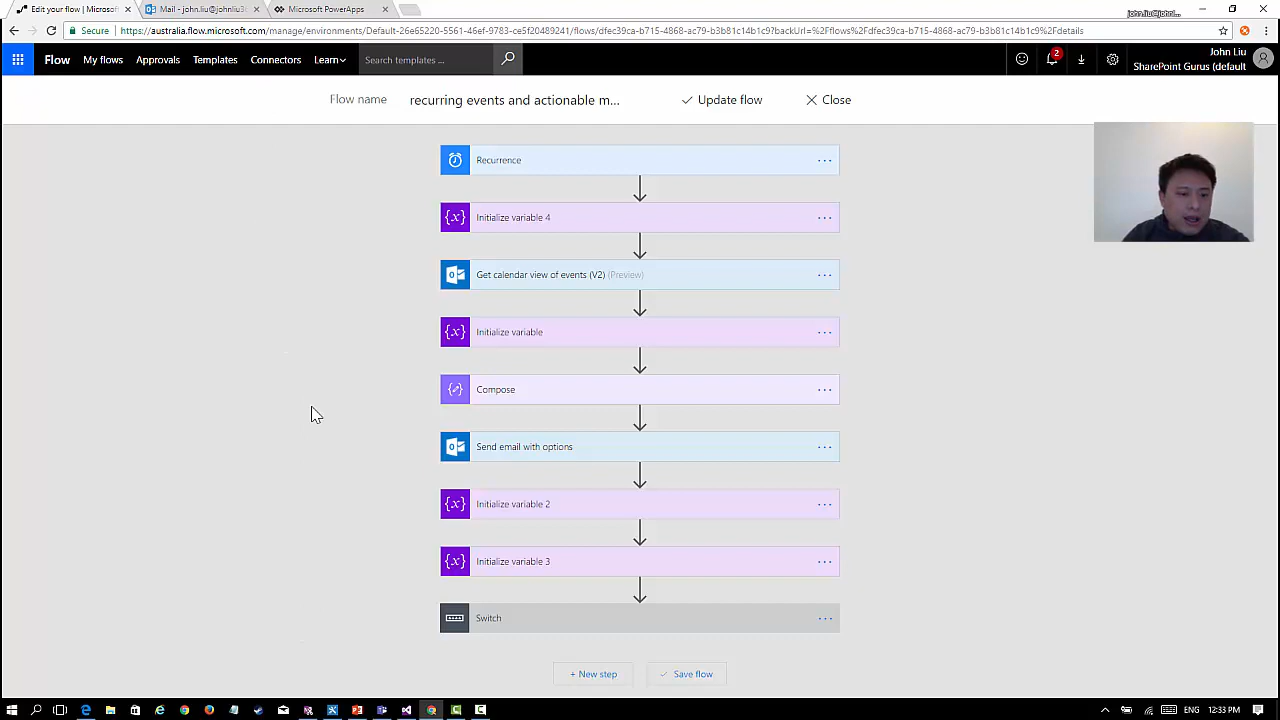 Edit your flow | Microsoft
Mail - john.liu@johnliu3
Microsoft PowerApps
john.liu@johnl...
Secure
https://australia.flow.microsoft.com/manage/environments/Default-26e65220-5561-46ef-9783-ce5f20489241/flows/dfec39ca-b715-4868-ac79-b3b81c14b1c9?backUrl=%2Fflows%2Fdfec39ca-b715-4868-ac79-b3b81c14b1c9%2Fdetails
Flow
My flows
Approvals
Templates
Connectors
Learn
Search templates ...
2
John Liu
SharePoint Gurus (default
Flow name
recurring events and actionable m...
Update flow
Close
Recurrence
Initialize variable 4
Get calendar view of events (V2) (Preview)
Initialize variable
Compose
Send email with options
Initialize variable 2
Initialize variable 3
Switch
+ New step
Save flow
12:33 PM